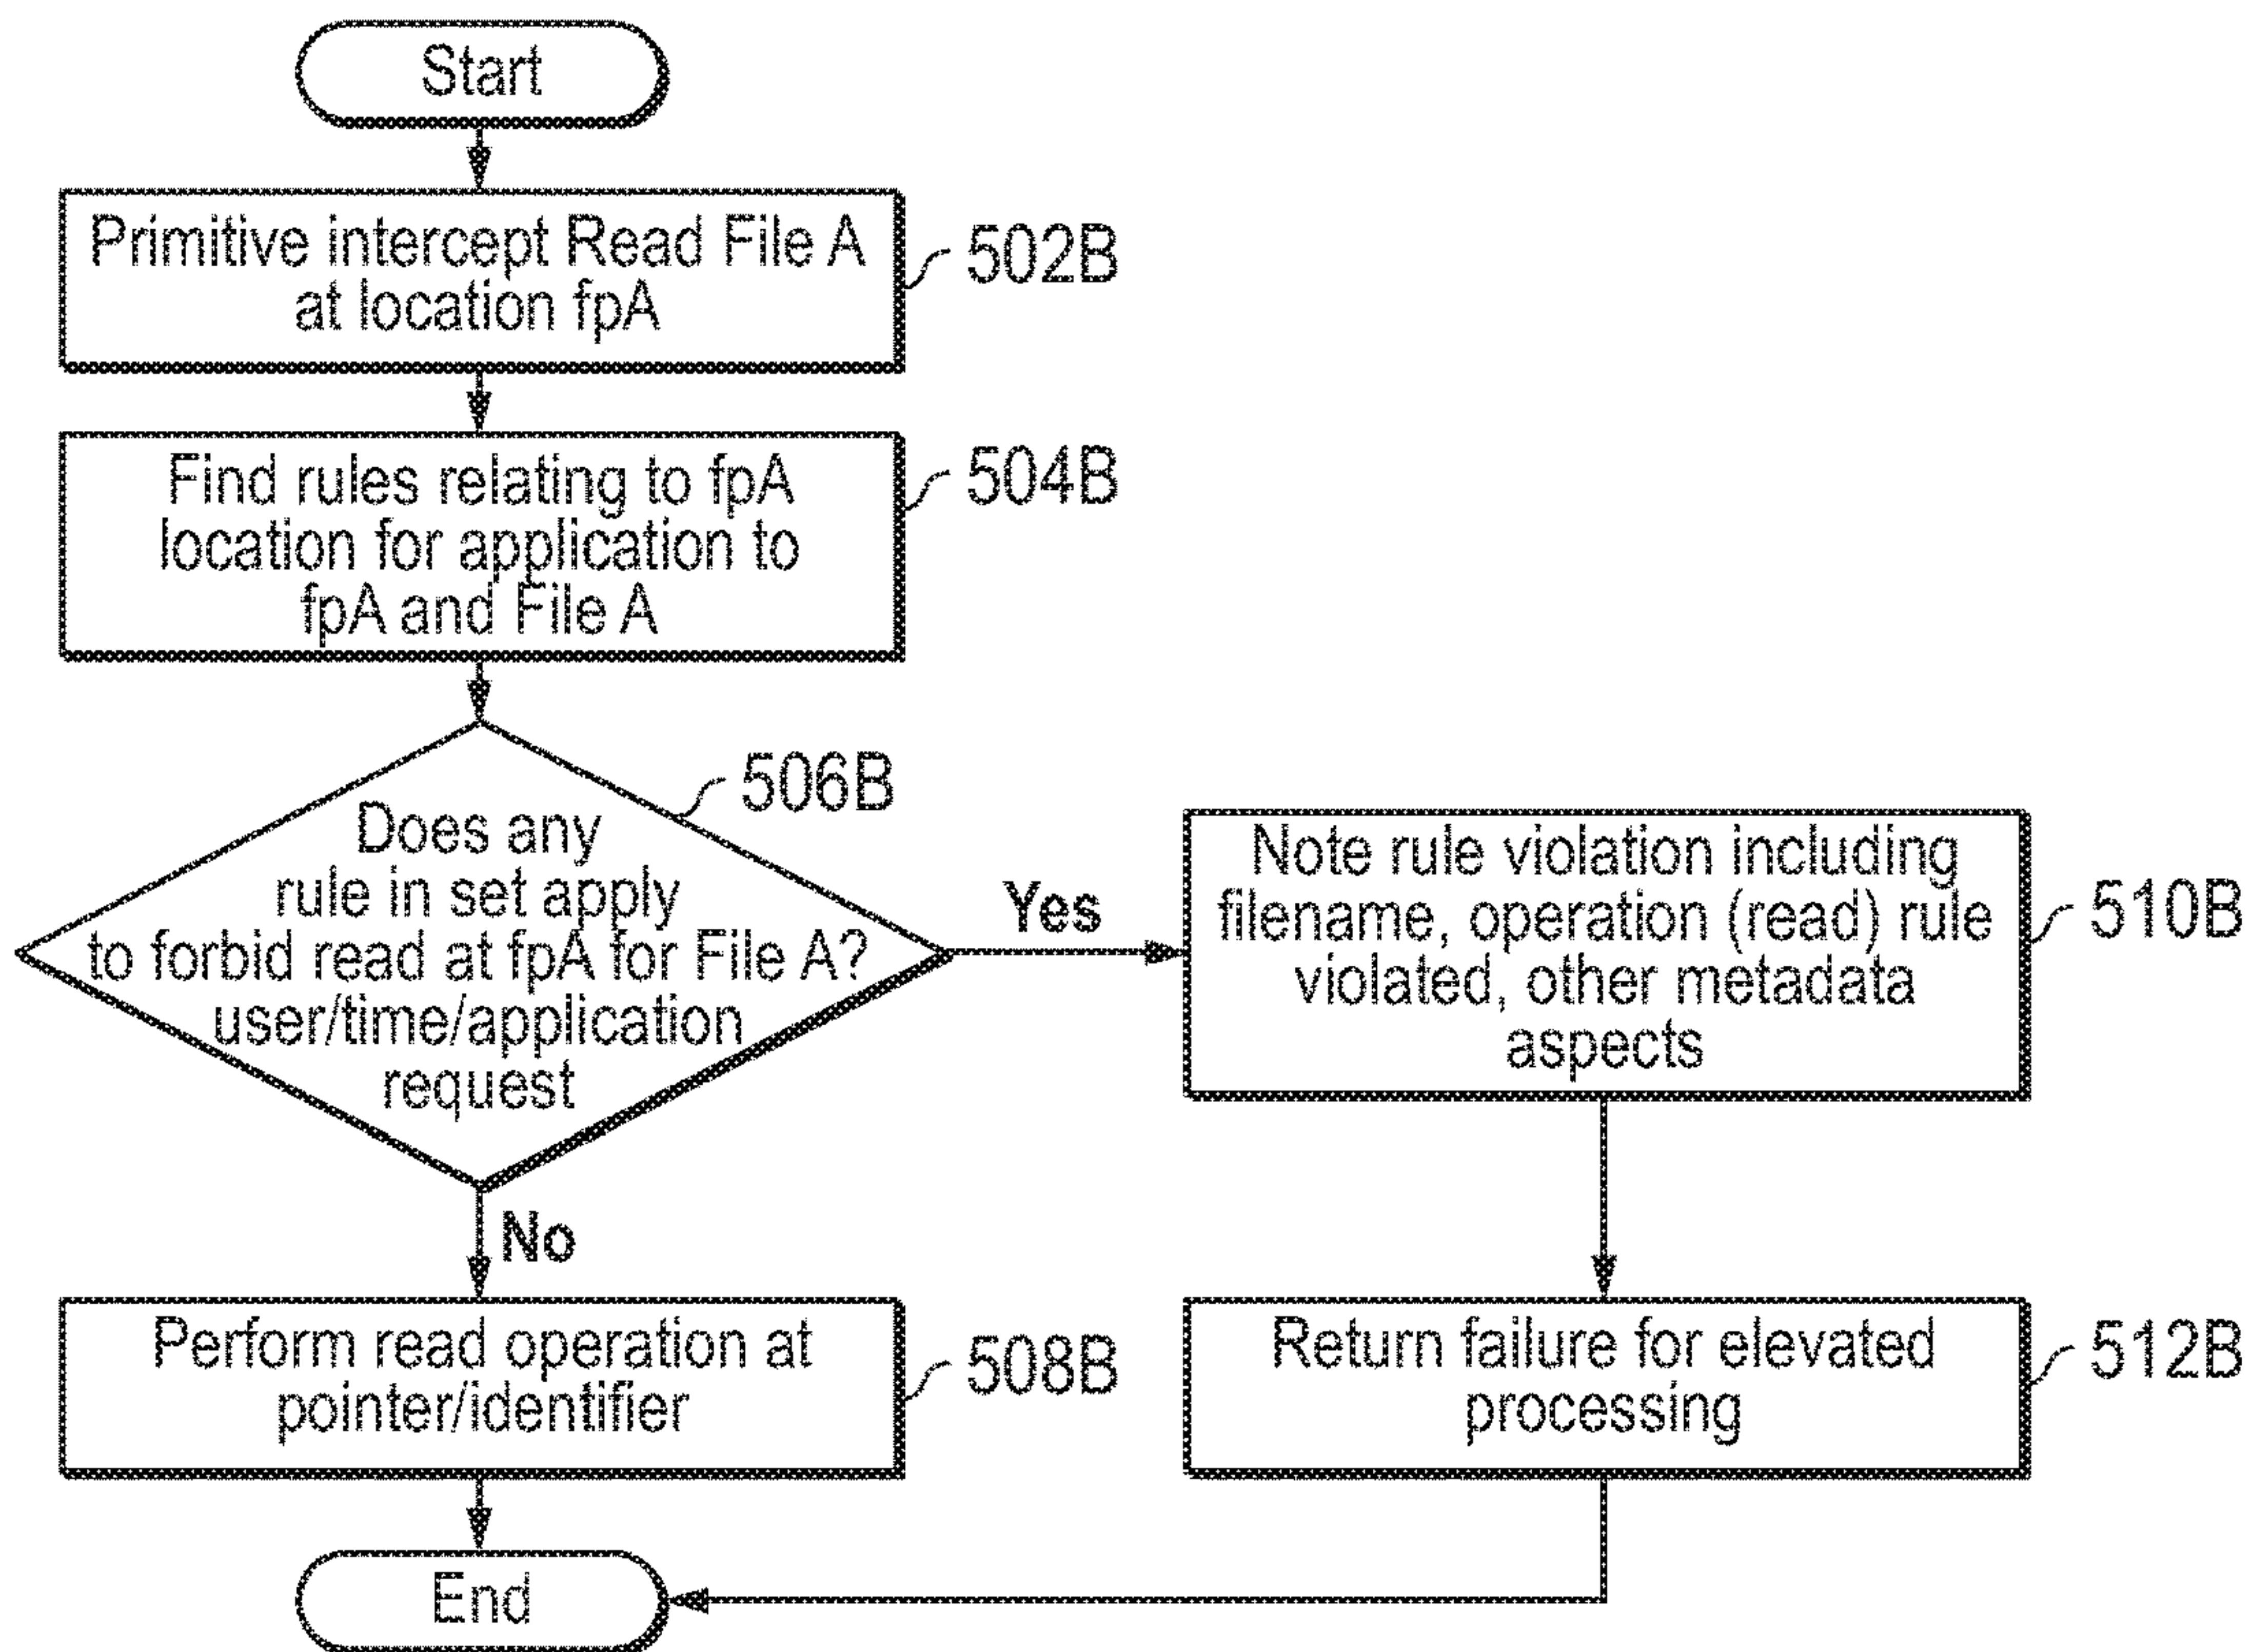 Start
Primitive intercept Read File A
at location fpA
502B
Find rules relating to fpA
location for application to
fpA and File A
504B
506B
Does any
rule in set apply
to forbid read at fpA for File A?
user/time/application
request
Yes
Note rule violation including
filename, operation (read) rule
violated, other metadata
aspects
510B
No
Perform read operation at
pointer/identifier
508B
Return failure for elevated
processing
512B
End